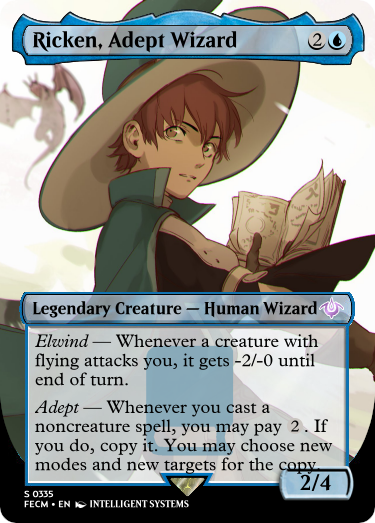 Ricken, Adept Wizard 2
Legendary Creature — Human Wizard
Elwind — Whenever a creature with
flying attacks you, it gets -2/-0 until
end of turn.
Adept — Whenever you cast a
noncreature spell, you may pay 2 . If
you do, copy it. You may choose new
modes and new targets for the copy.
2/4
S 0335
FECM • EN INTELLIGENT SYSTEMS